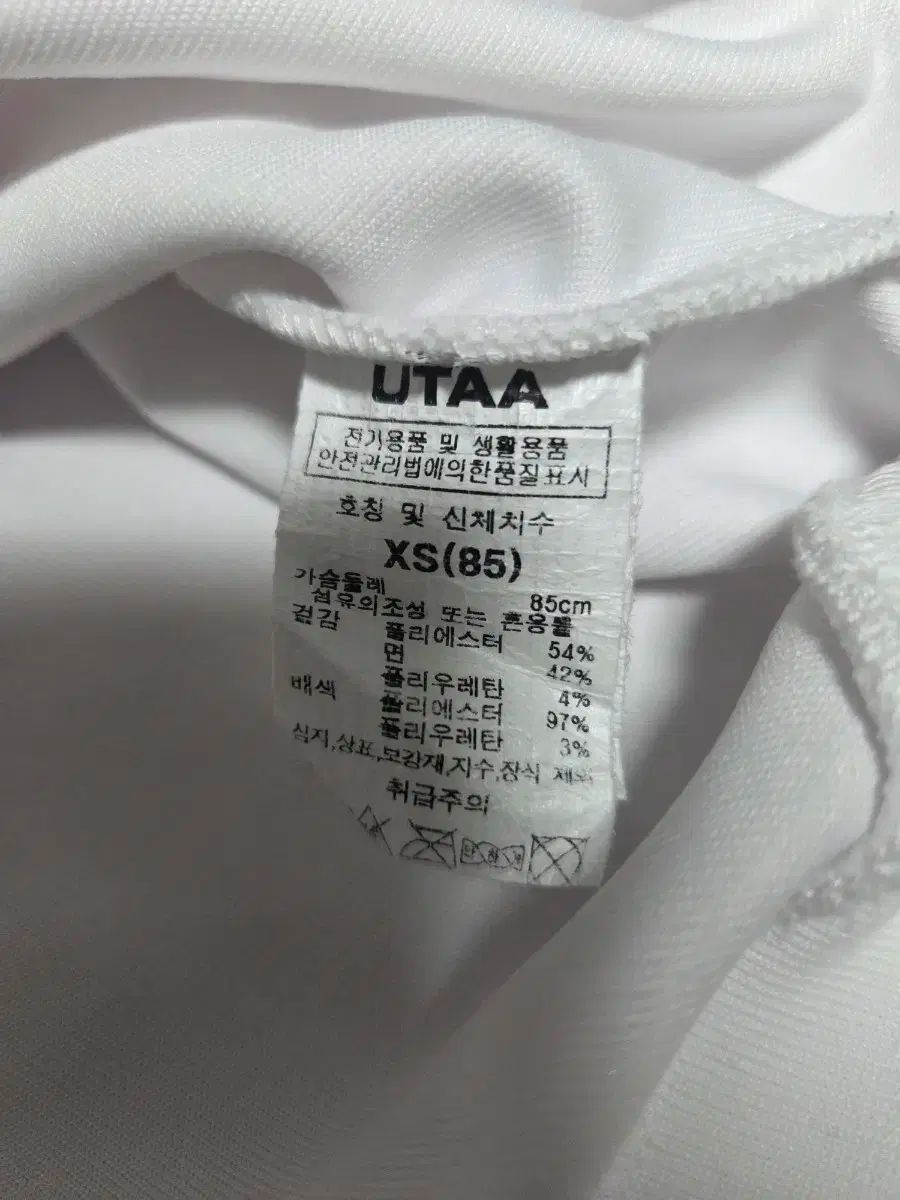 UTAA
전기용품 및 생활용품
안전관리법에의한품질표시
호칭 및 신체치수
XS(85)
가슴둘레 85cm
섬유의조성 또는 혼용률
겉감 폴리에스터 54%
면 42%
폴리우레탄 4%
배색 폴리에스터 97%
폴리우레탄 3%
심지,상표,보강재,지수,장식 제외
취급주의